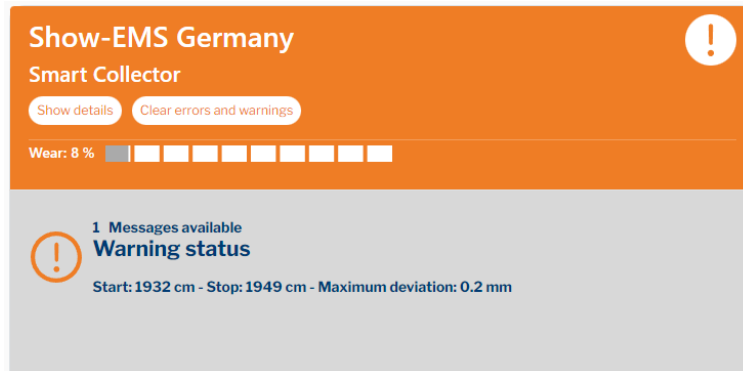 Show-EMS Germany
Smart Collector
Show details Clear errors and warnings
Wear: 8 %
1 Messages available
Warning status
Start: 1932 cm - Stop: 1949 cm - Maximum deviation: 0.2 mm